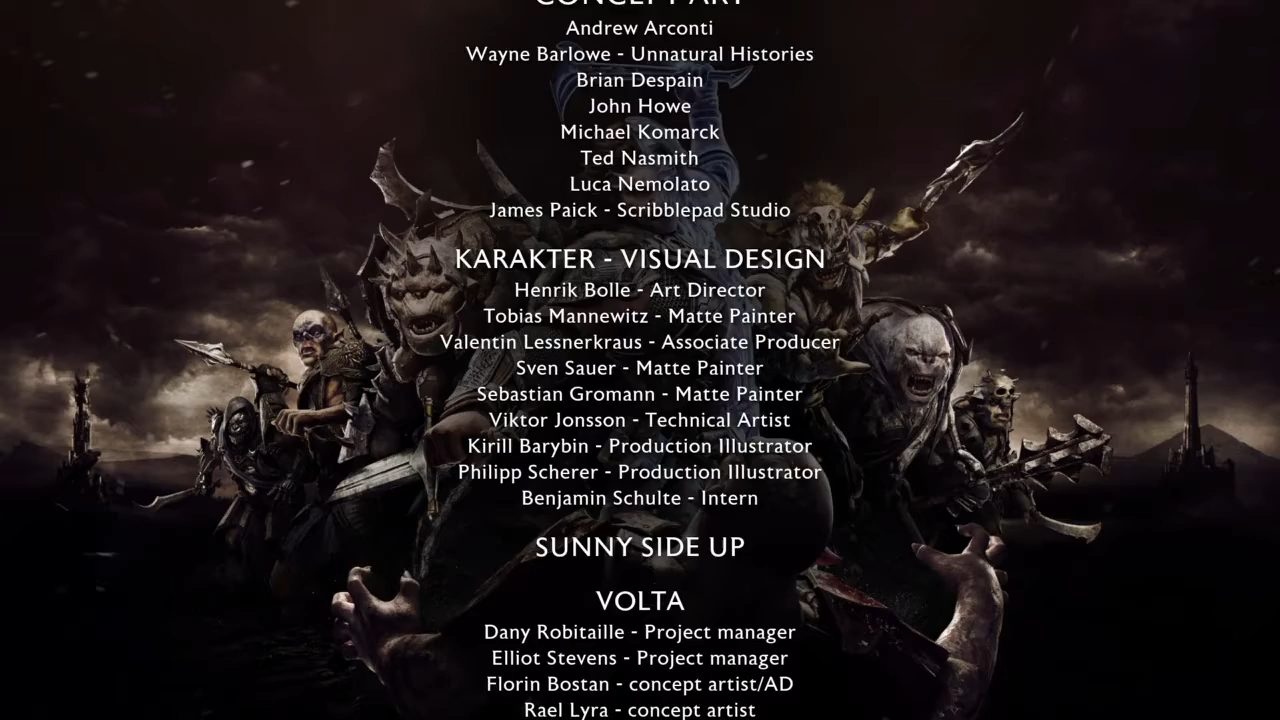 CONCEPT ART
Andrew Arconti
Wayne Barlowe - Unnatural Histories
Brian Despain
John Howe
Michael Komarck
Ted Nasmith
Luca Nemolato
James Paick - Scribblepad Studio
KARAKTER - VISUAL DESIGN
Henrik Bolle - Art Director
Tobias Mannewitz - Matte Painter
Valentin Lessnerkraus - Associate Producer
Sven Sauer - Matte Painter
Sebastian Gromann - Matte Painter
Viktor Jonsson - Technical Artist
Kirill Barybin - Production Illustrator
Philipp Scherer - Production Illustrator
Benjamin Schulte - Intern
SUNNY SIDE UP
VOLTA
Dany Robitaille - Project manager
Elliot Stevens - Project manager
Florin Bostan - concept artist/AD
Rael Lyra - concept artist